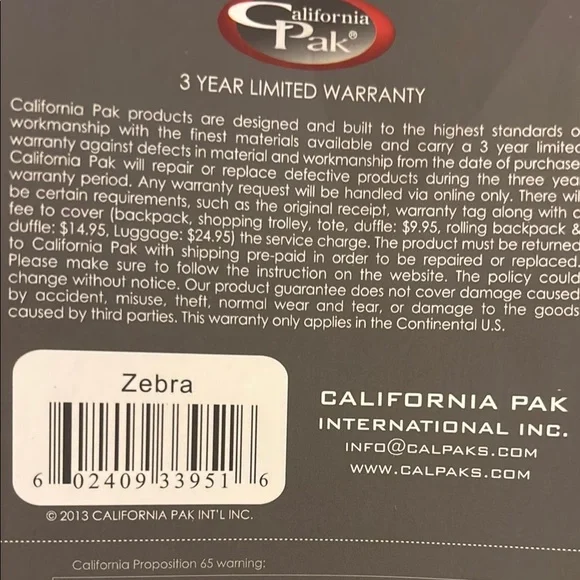 California
Pak®
3 YEAR LIMITED WARRANTY
California Pak products are designed and built to the highest standards
workmanship with the finest materials available and carry a 3 year limited
warranty against defects in material and workmanship from the date of purchase
California Pak will repair or replace defective products during the three year
warranty period. Any warranty request will be handled via online only. There will
be certain requirements, such as the original receipt, warranty tag along with a
fee to cover (backpack, shopping trolley, tote, duffle: $9.95, rolling backpack &
duffle: $14.95, Luggage: $24.95) the service charge. The product must be returned
to California Pak with shipping pre-paid in order to be repaired or replaced.
Please make sure to follow the instruction on the website. The policy could
change without notice. Our product guarantee does not cover damage caused
by accident, misuse, theft, normal wear and tear, or damage to the goods
caused by third parties. This warranty only applies in the Continental U.S.
Zebra
6 02409 33951 6
CALIFORNIA PAK
INTERNATIONAL INC.
INFO@CALPAKS.COM
WWW.CALPAKS.COM
© 2013 CALIFORNIA PAK INT'L INC.
California Proposition 65 warning: